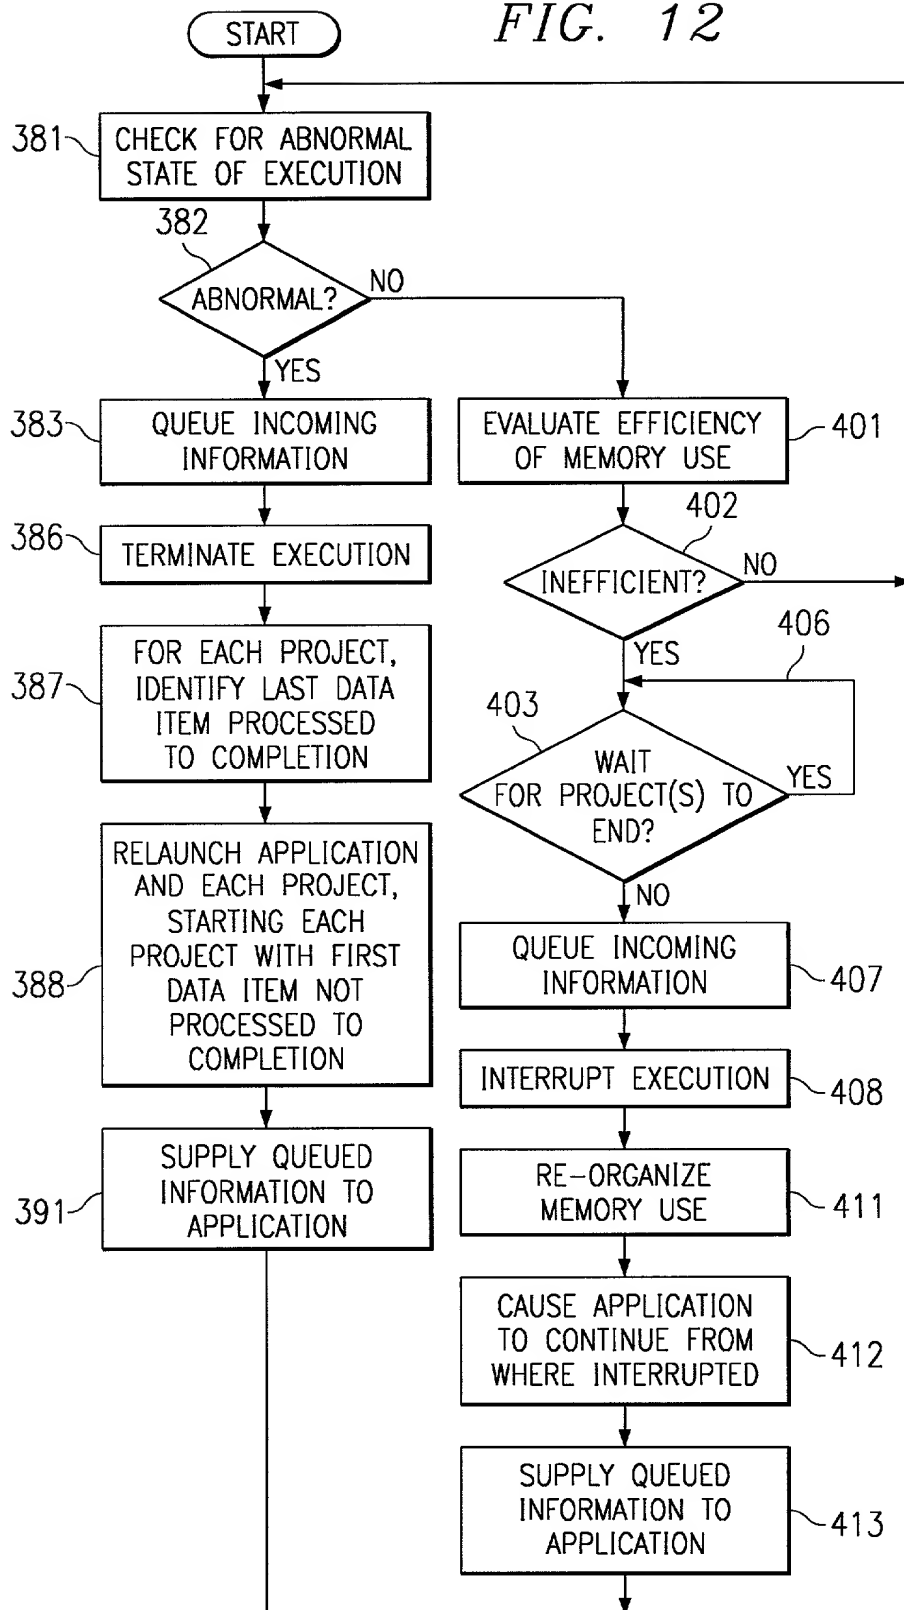 FIG. 12
START
381
CHECK FOR ABNORMAL
STATE OF EXECUTION
382
ABNORMAL?
NO
YES
383
QUEUE INCOMING
INFORMATION
386
TERMINATE EXECUTION
387
FOR EACH PROJECT,
IDENTIFY LAST DATA
ITEM PROCESSED
TO COMPLETION
388
RELAUNCH APPLICATION
AND EACH PROJECT,
STARTING EACH
PROJECT WITH FIRST
DATA ITEM NOT
PROCESSED TO
COMPLETION
391
SUPPLY QUEUED
INFORMATION TO
APPLICATION
EVALUATE EFFICIENCY
OF MEMORY USE
401
402
INEFFICIENT?
NO
YES
406
403
WAIT
FOR PROJECT(S) TO
END?
YES
NO
QUEUE INCOMING
INFORMATION
407
INTERRUPT EXECUTION
408
RE-ORGANIZE
MEMORY USE
411
CAUSE APPLICATION
TO CONTINUE FROM
WHERE INTERRUPTED
412
SUPPLY QUEUED
INFORMATION TO
APPLICATION
413